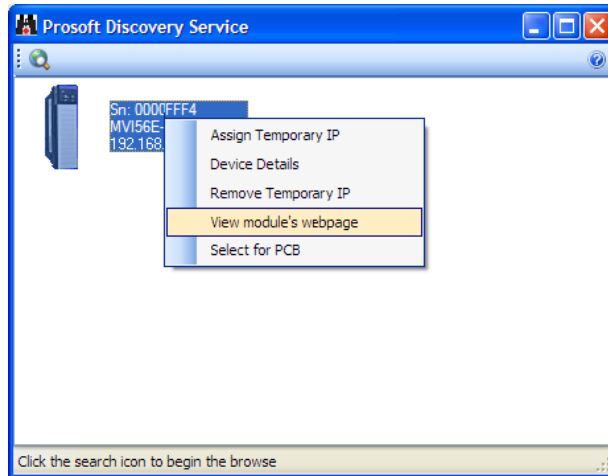 Prosoft Discovery Service
Sn: 0000FFF4
MVI56E-
192.168.
Assign Temporary IP
Device Details
Remove Temporary IP
View module's webpage
Select for PCB
Click the search icon to begin the browse